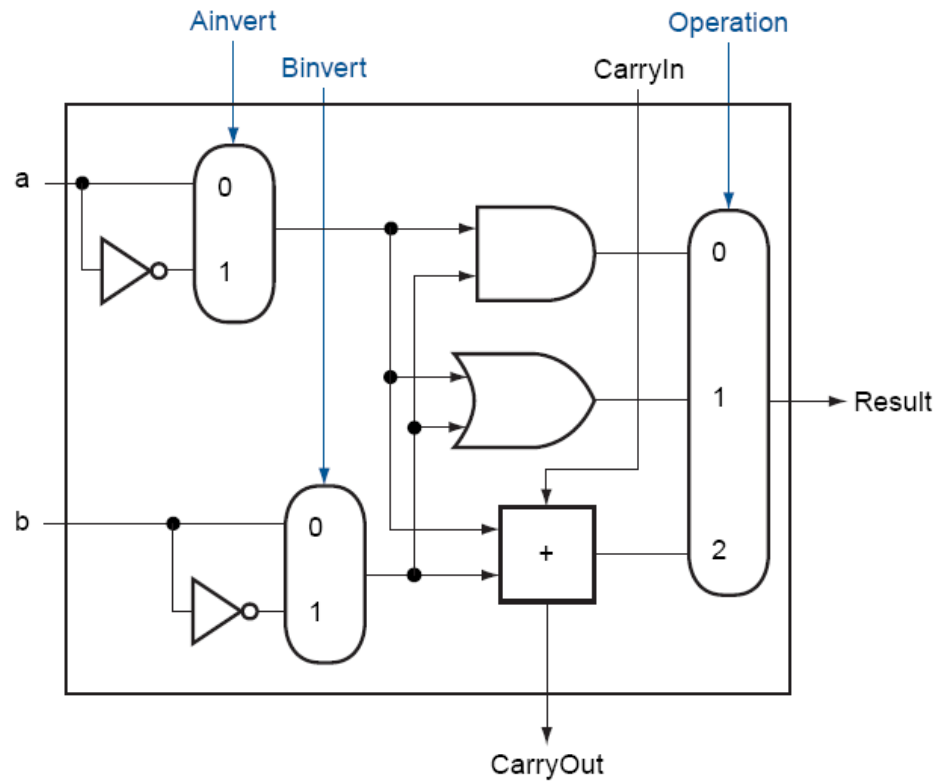 Ainvert
Operation
Binvert
CarryIn
a
0
1
0
1
Result
b
0
1
+
2
CarryOut